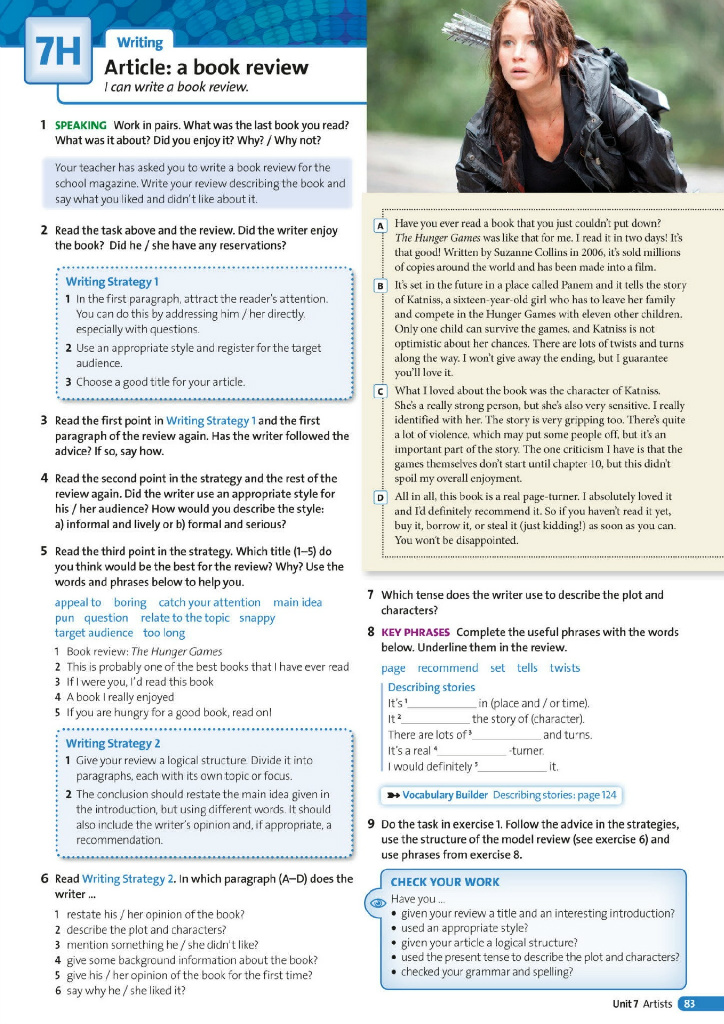 7H
Writing
Article: a book review
I can write a book review.
1 SPEAKING Work in pairs. What was the last book you read?
What was it about? Did you enjoy it? Why? / Why not?
Your teacher has asked you to write a book review for the
school magazine. Write your review describing the book and
say what you liked and didn't like about it.
2 Read the task above and the review. Did the writer enjoy
the book? Did he / she have any reservations?
Writing Strategy 1
1 In the first paragraph, attract the reader's attention.
You can do this by addressing him / her directly,
especially with questions.
2 Use an appropriate style and register for the target
audience.
3 Choose a good title for your article.
3 Read the first point in Writing Strategy 1 and the first
paragraph of the review again. Has the writer followed the
advice? If so, say how.
4 Read the second point in the strategy and the rest of the
review again. Did the writer use an appropriate style for
his / her audience? How would you describe the style:
a) informal and lively or b) formal and serious?
5 Read the third point in the strategy. Which title (1–5) do
you think would be the best for the review? Why? Use the
words and phrases below to help you.
appeal to boring catch your attention main idea
pun question relate to the topic snappy
target audience too long
1 Book review: The Hunger Games
2 This is probably one of the best books that I have ever read
3 If I were you, I'd read this book
4 A book I really enjoyed
5 If you are hungry for a good book, read on!
Writing Strategy 2
1 Give your review a logical structure. Divide it into
paragraphs, each with its own topic or focus.
2 The conclusion should restate the main idea given in
the introduction, but using different words. It should
also include the writer's opinion and, if appropriate, a
recommendation.
6 Read Writing Strategy 2. In which paragraph (A–D) does the
writer ...
1 restate his / her opinion of the book?
2 describe the plot and characters?
3 mention something he / she didn't like?
4 give some background information about the book?
5 give his / her opinion of the book for the first time?
6 say why he / she liked it?
A Have you ever read a book that you just couldn't put down?
The Hunger Games was like that for me. I read it in two days! It's
that good! Written by Suzanne Collins in 2006, it's sold millions
of copies around the world and has been made into a film.
B It's set in the future in a place called Panem and it tells the story
of Katniss, a sixteen-year-old girl who has to leave her family
and compete in the Hunger Games with eleven other children.
Only one child can survive the games, and Katniss is not
optimistic about her chances. There are lots of twists and turns
along the way. I won't give away the ending, but I guarantee
you'll love it.
C What I loved about the book was the character of Katniss.
She's a really strong person, but she's also very sensitive. I really
identified with her. The story is very gripping too. There's quite
a lot of violence, which may put some people off, but it's an
important part of the story. The one criticism I have is that the
games themselves don't start until chapter 10, but this didn't
spoil my overall enjoyment.
D All in all, this book is a real page-turner. I absolutely loved it
and I'd definitely recommend it. So if you haven't read it yet,
buy it, borrow it, or steal it (just kidding!) as soon as you can.
You won't be disappointed.
7 Which tense does the writer use to describe the plot and
characters?
8 KEY PHRASES Complete the useful phrases with the words
below. Underline them in the review.
page recommend set tells twists
Describing stories
It's 1__________ in (place and / or time).
It 2__________ the story of (character).
There are lots of 3__________ and turns.
It's a real 4__________ -turner.
I would definitely 5__________ it.
Vocabulary Builder Describing stories: page 124
9 Do the task in exercise 1. Follow the advice in the strategies,
use the structure of the model review (see exercise 6) and
use phrases from exercise 8.
CHECK YOUR WORK
Have you ...
• given your review a title and an interesting introduction?
• used an appropriate style?
• given your article a logical structure?
• used the present tense to describe the plot and characters?
• checked your grammar and spelling?
Unit 7 Artists 83